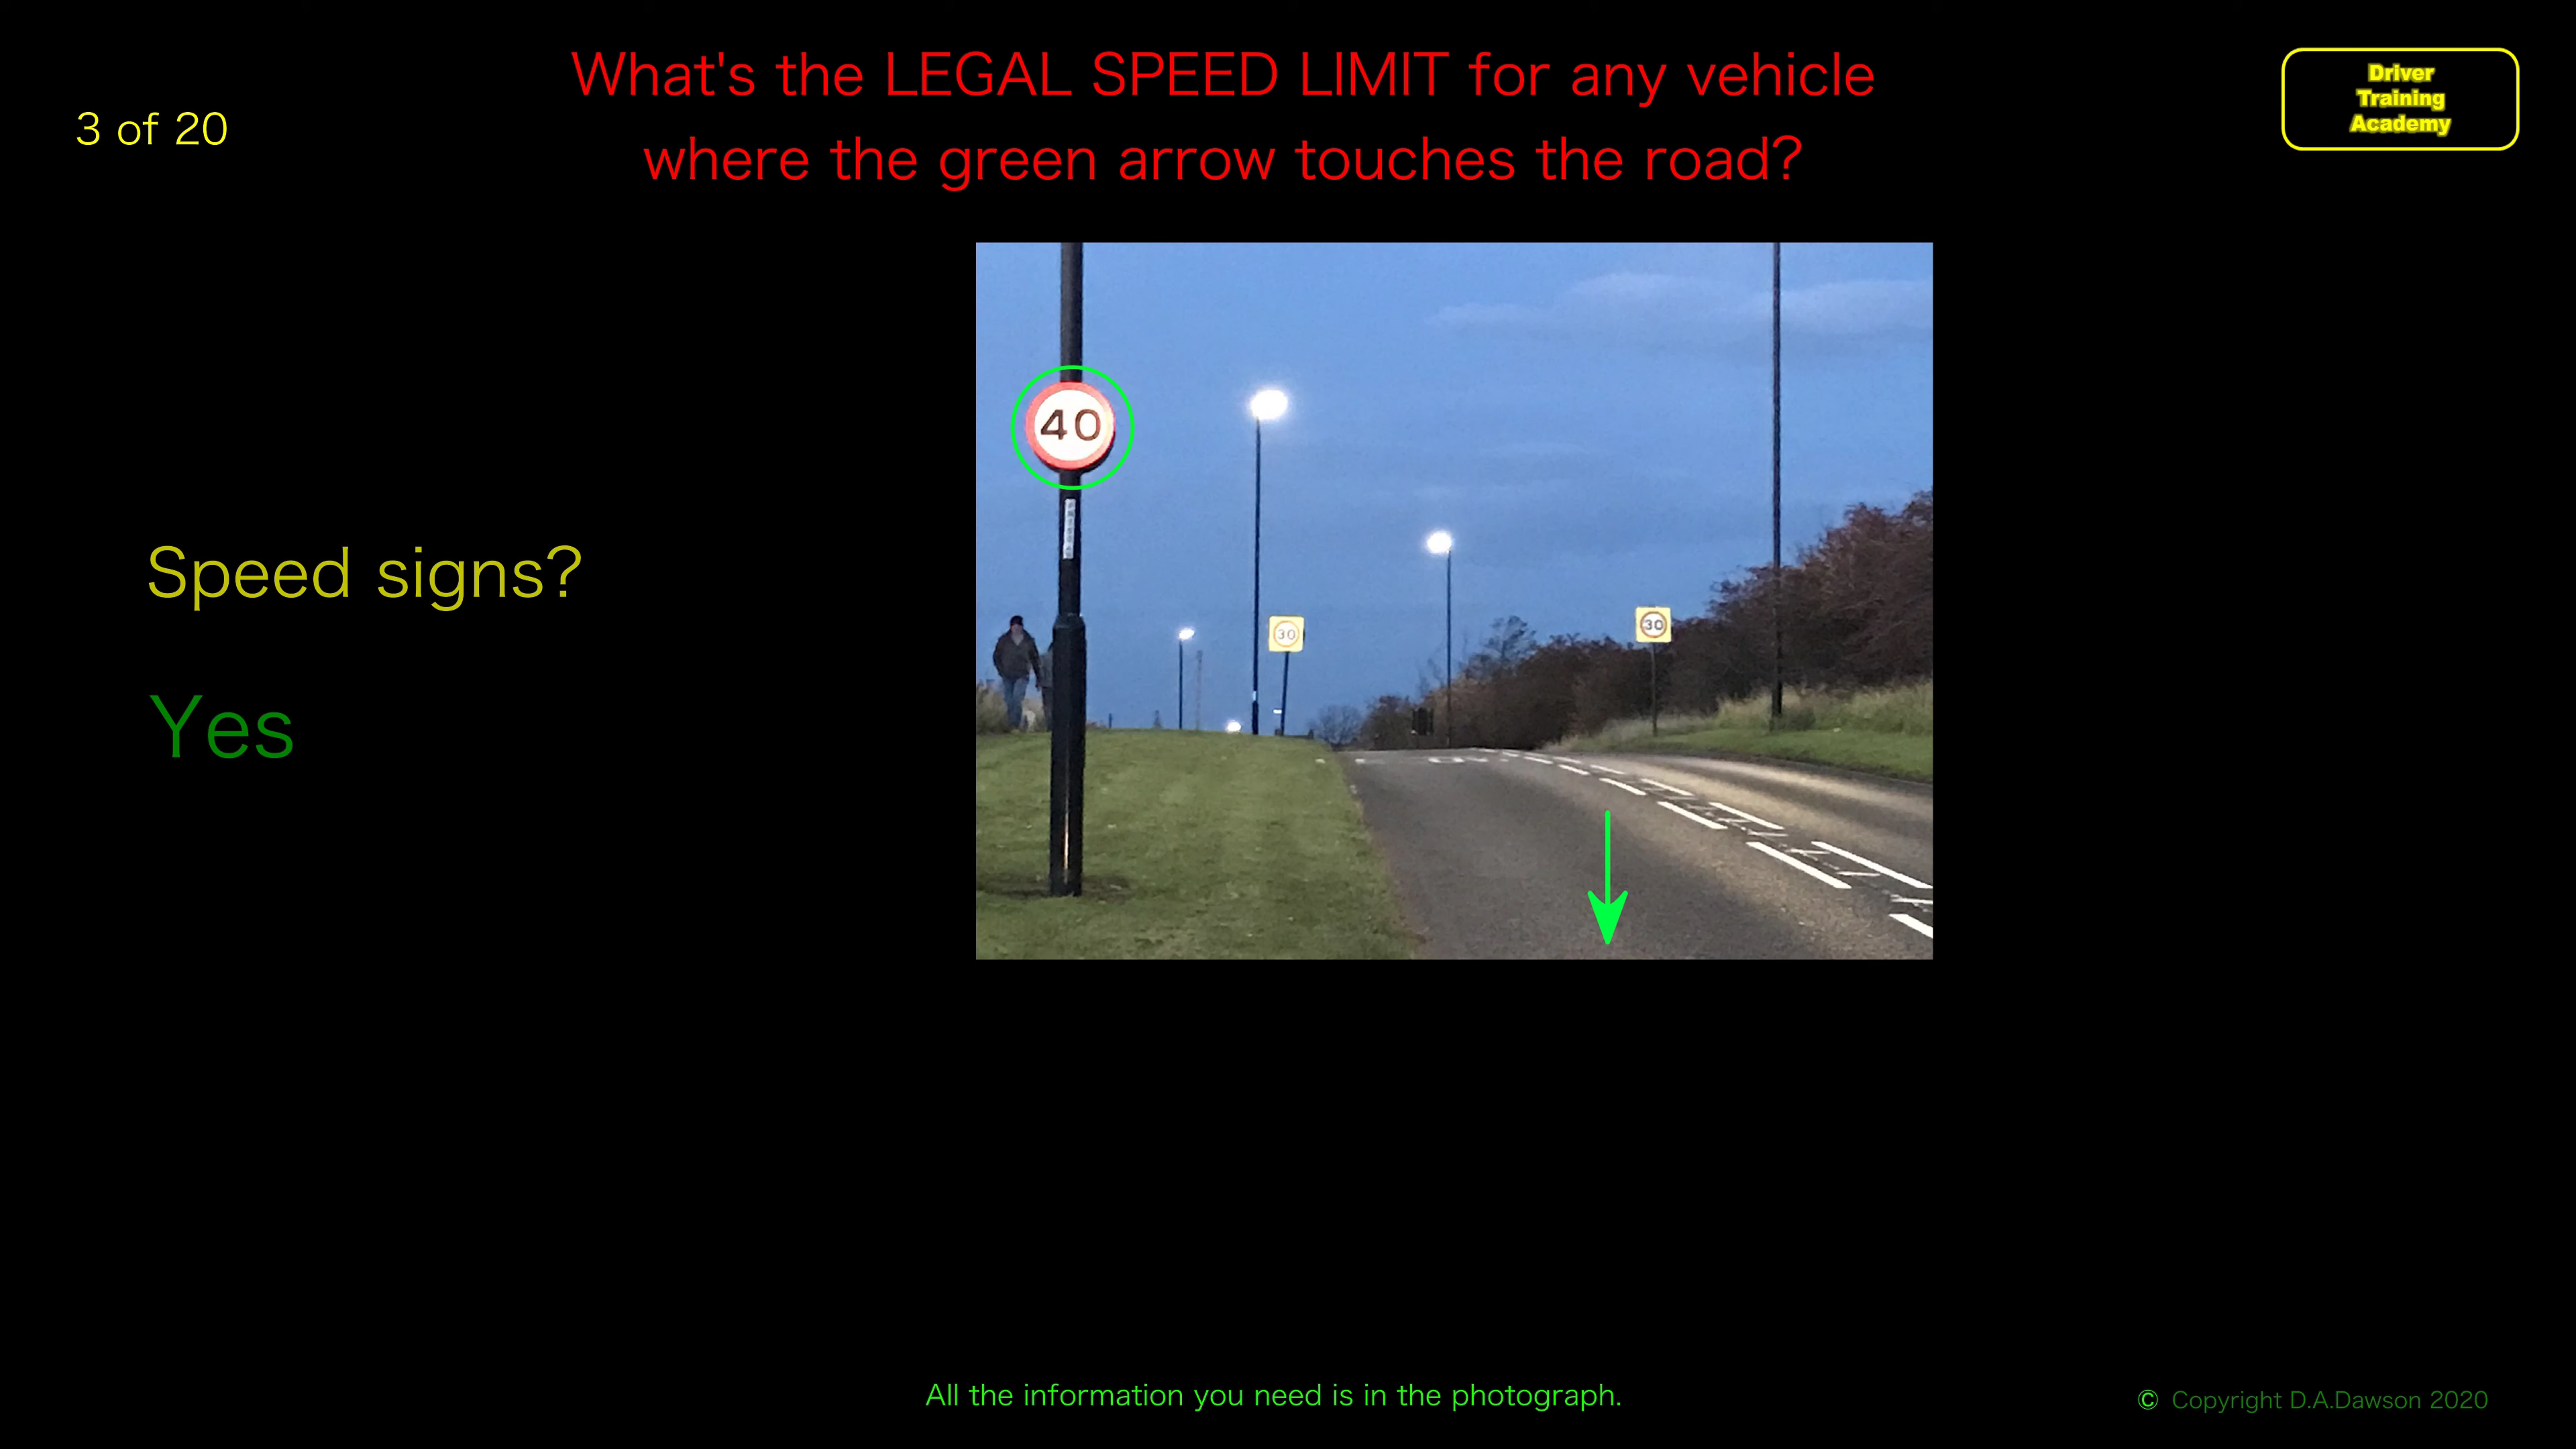 What's the LEGAL SPEED LIMIT for any vehicle
where the green arrow touches the road?
3 of 20
Driver
Training
Academy
40
30
30
Speed signs?
Yes
All the information you need is in the photograph.
© Copyright D.A.Dawson 2020